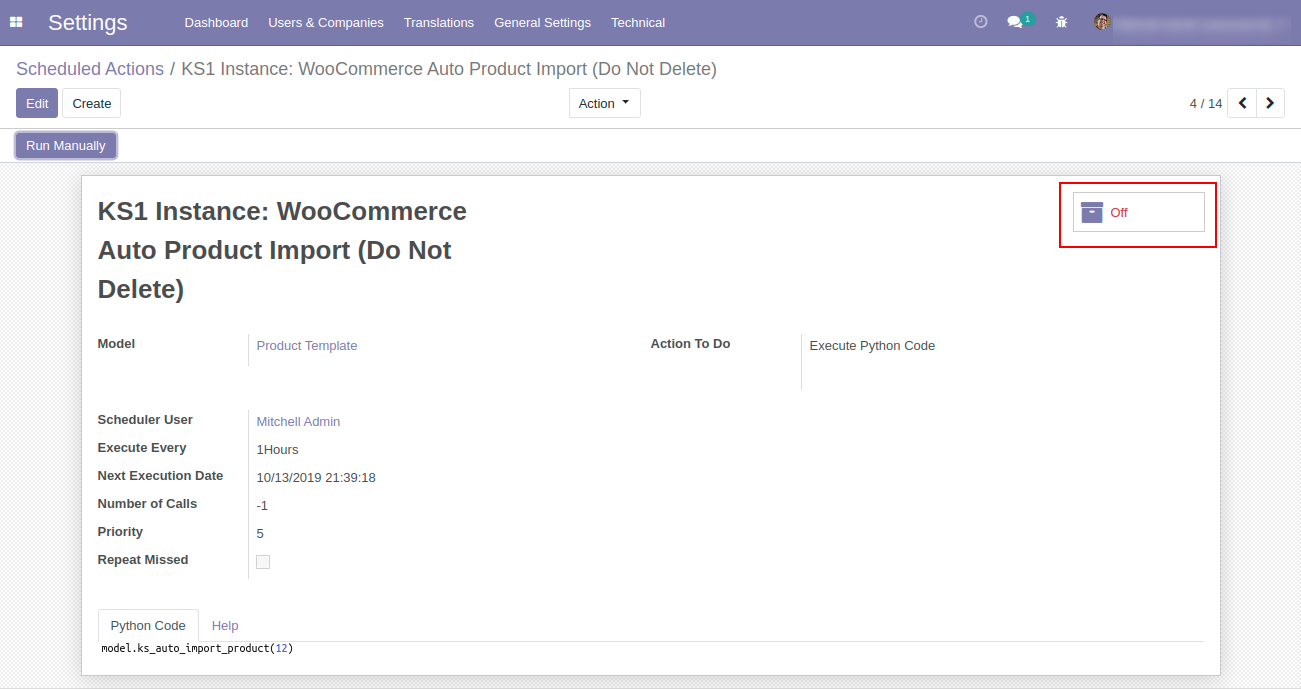 Settings Dashboard Users & Companies Translations General Settings Technical 1
Scheduled Actions / KS1 Instance: WooCommerce Auto Product Import (Do Not Delete)
Edit Create Action 4 / 14
Run Manually
KS1 Instance: WooCommerce
Auto Product Import (Do Not
Delete)
Off
Model Product Template Action To Do Execute Python Code
Scheduler User Mitchell Admin
Execute Every 1Hours
Next Execution Date 10/13/2019 21:39:18
Number of Calls -1
Priority 5
Repeat Missed
Python Code Help
model.ks_auto_import_product(12)